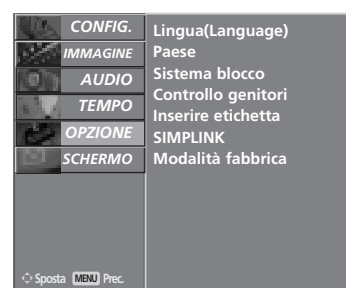 CONFIG.
IMMAGINE
AUDIO
TEMPO
OPZIONE
SCHERMO
Lingua(Language)
Paese
Sistema blocco
Controllo genitori
Inserire etichetta
SIMPLINK
Modalità fabbrica
Sposta MENU Prec.